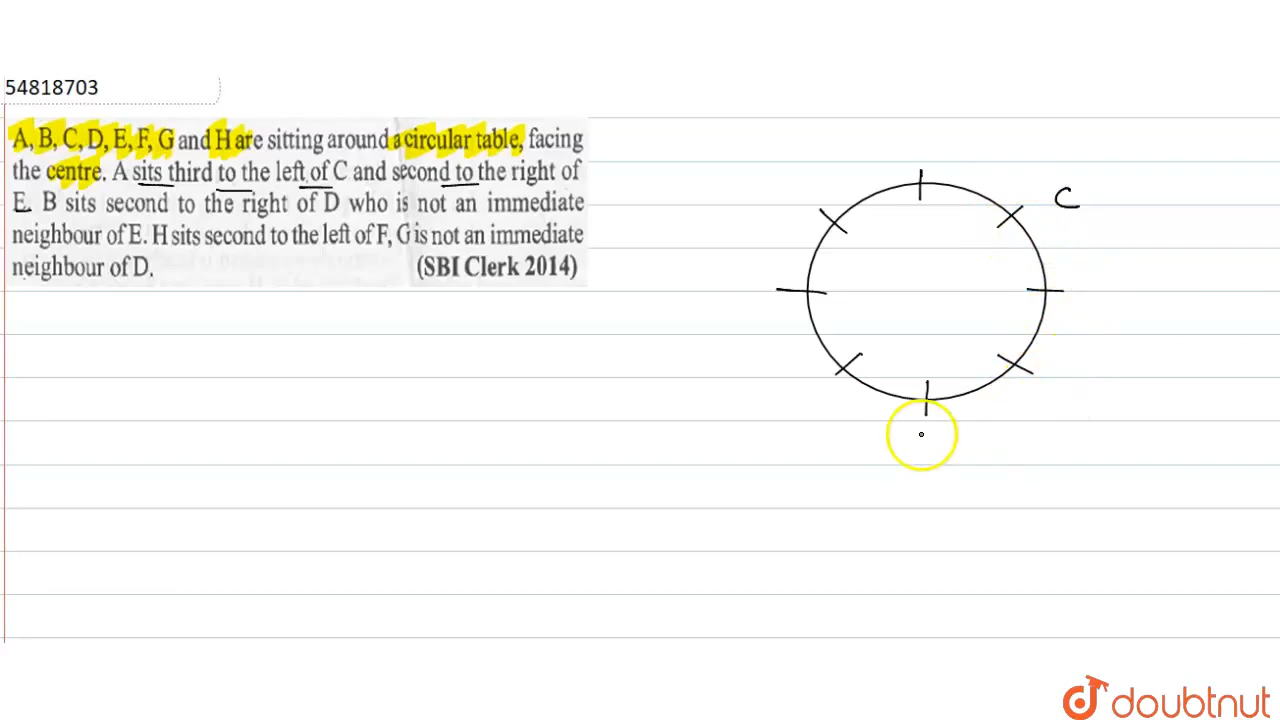 54818703
A, B, C, D, E, F, G and H are sitting around a circular table, facing
the centre. A sits third to the left of C and second to the right of
E. B sits second to the right of D who is not an immediate
neighbour of E. H sits second to the left of F, G is not an immediate
neighbour of D. (SBI Clerk 2014)
C
doubtnut